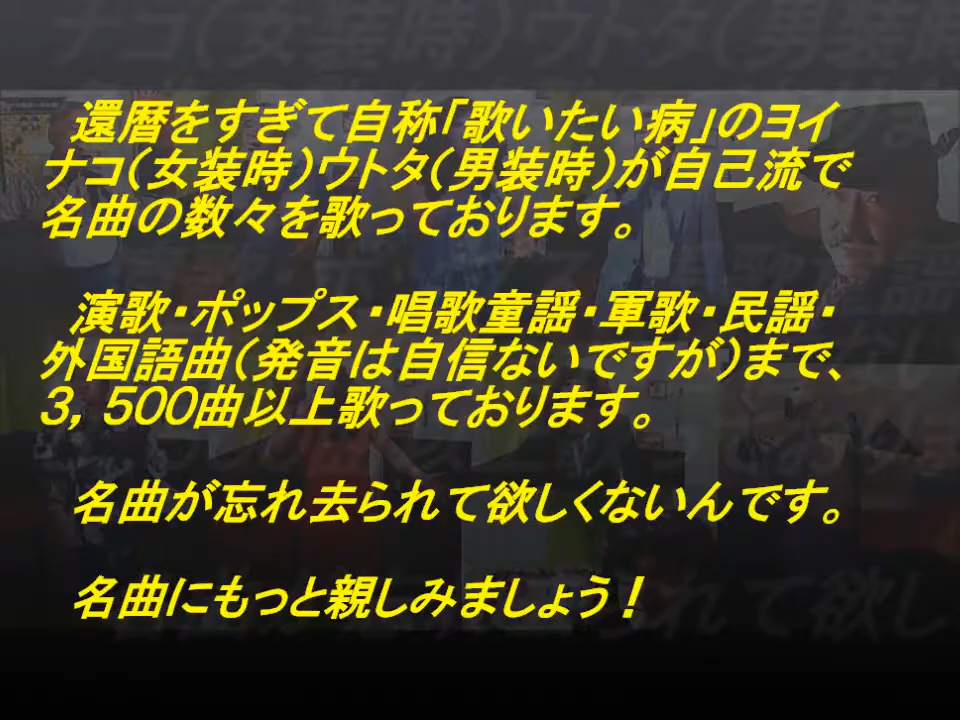 還暦をすぎて自称「歌いたい病」のヨイ
ナコ（女装時）ウトタ（男装時）が自己流で
名曲の数々を歌っております。
演歌・ポップス・唱歌童謡・軍歌・民謡・
外国語曲（発音は自信ないですが）まで、
３，５００曲以上歌っております。
名曲が忘れ去られて欲しくないんです。
名曲にもっと親しみましょう！